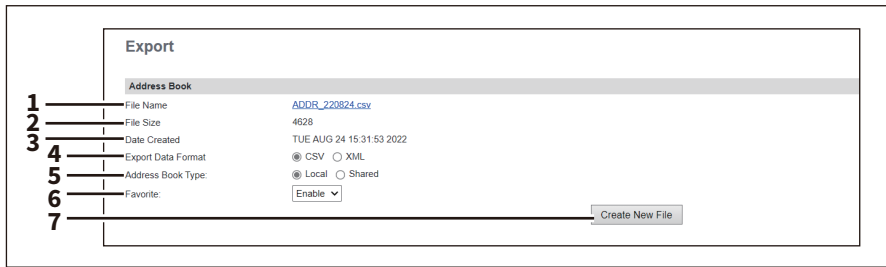 Export
Address Book
1 File Name ADDR_220824.csv
2 File Size 4628
3 Date Created TUE AUG 24 15:31:53 2022
4 Export Data Format CSV XML
5 Address Book Type: Local Shared
6 Favorite: Enable
7 Create New File